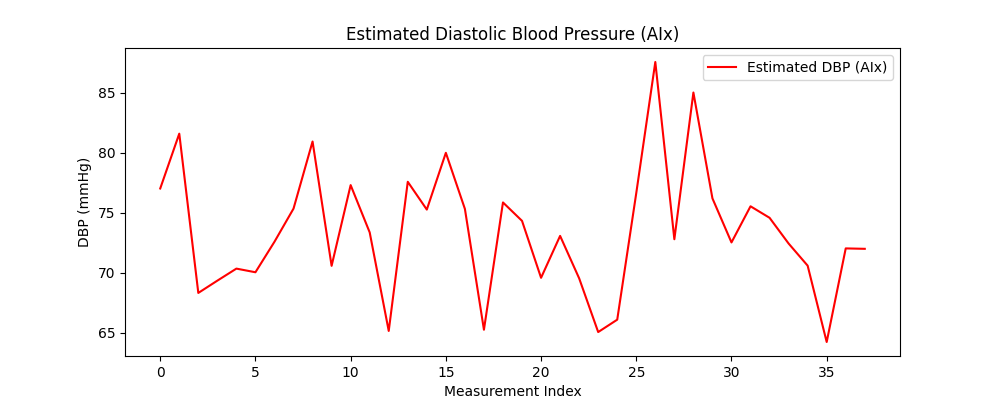 Estimated Diastolic Blood Pressure (AIx)
Estimated DBP (AIx)
DBP (mmHg)
85
80
75
70
65
0 5 10 15 20 25 30 35
Measurement Index